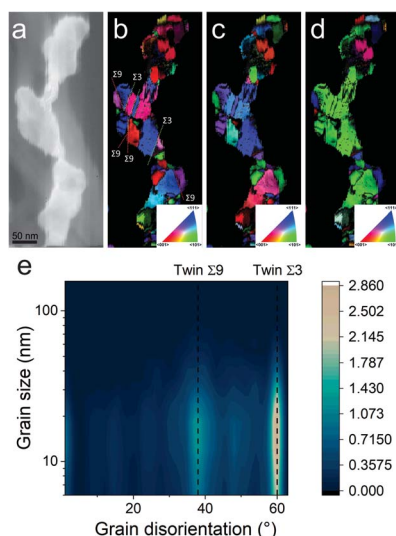 a
b
c
d
50 nm
Σ9
Σ3
Σ3
Σ9
Σ9
Σ9
<111>
<001> <101>
<111>
<001> <101>
<111>
<001> <101>
e
Twin Σ9
Twin Σ3
Grain size (nm)
100
10
20
40
60
Grain disorientation (°)
2.860
2.502
2.145
1.787
1.430
1.073
0.7150
0.3575
0.000